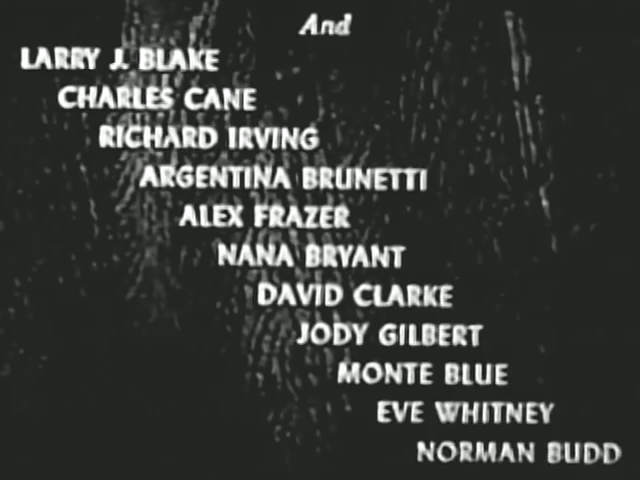 And
LARRY J. BLAKE
CHARLES CANE
RICHARD IRVING
ARGENTINA BRUNETTI
ALEX FRAZER
NANA BRYANT
DAVID CLARKE
JODY GILBERT
MONTE BLUE
EVE WHITNEY
NORMAN BUDD